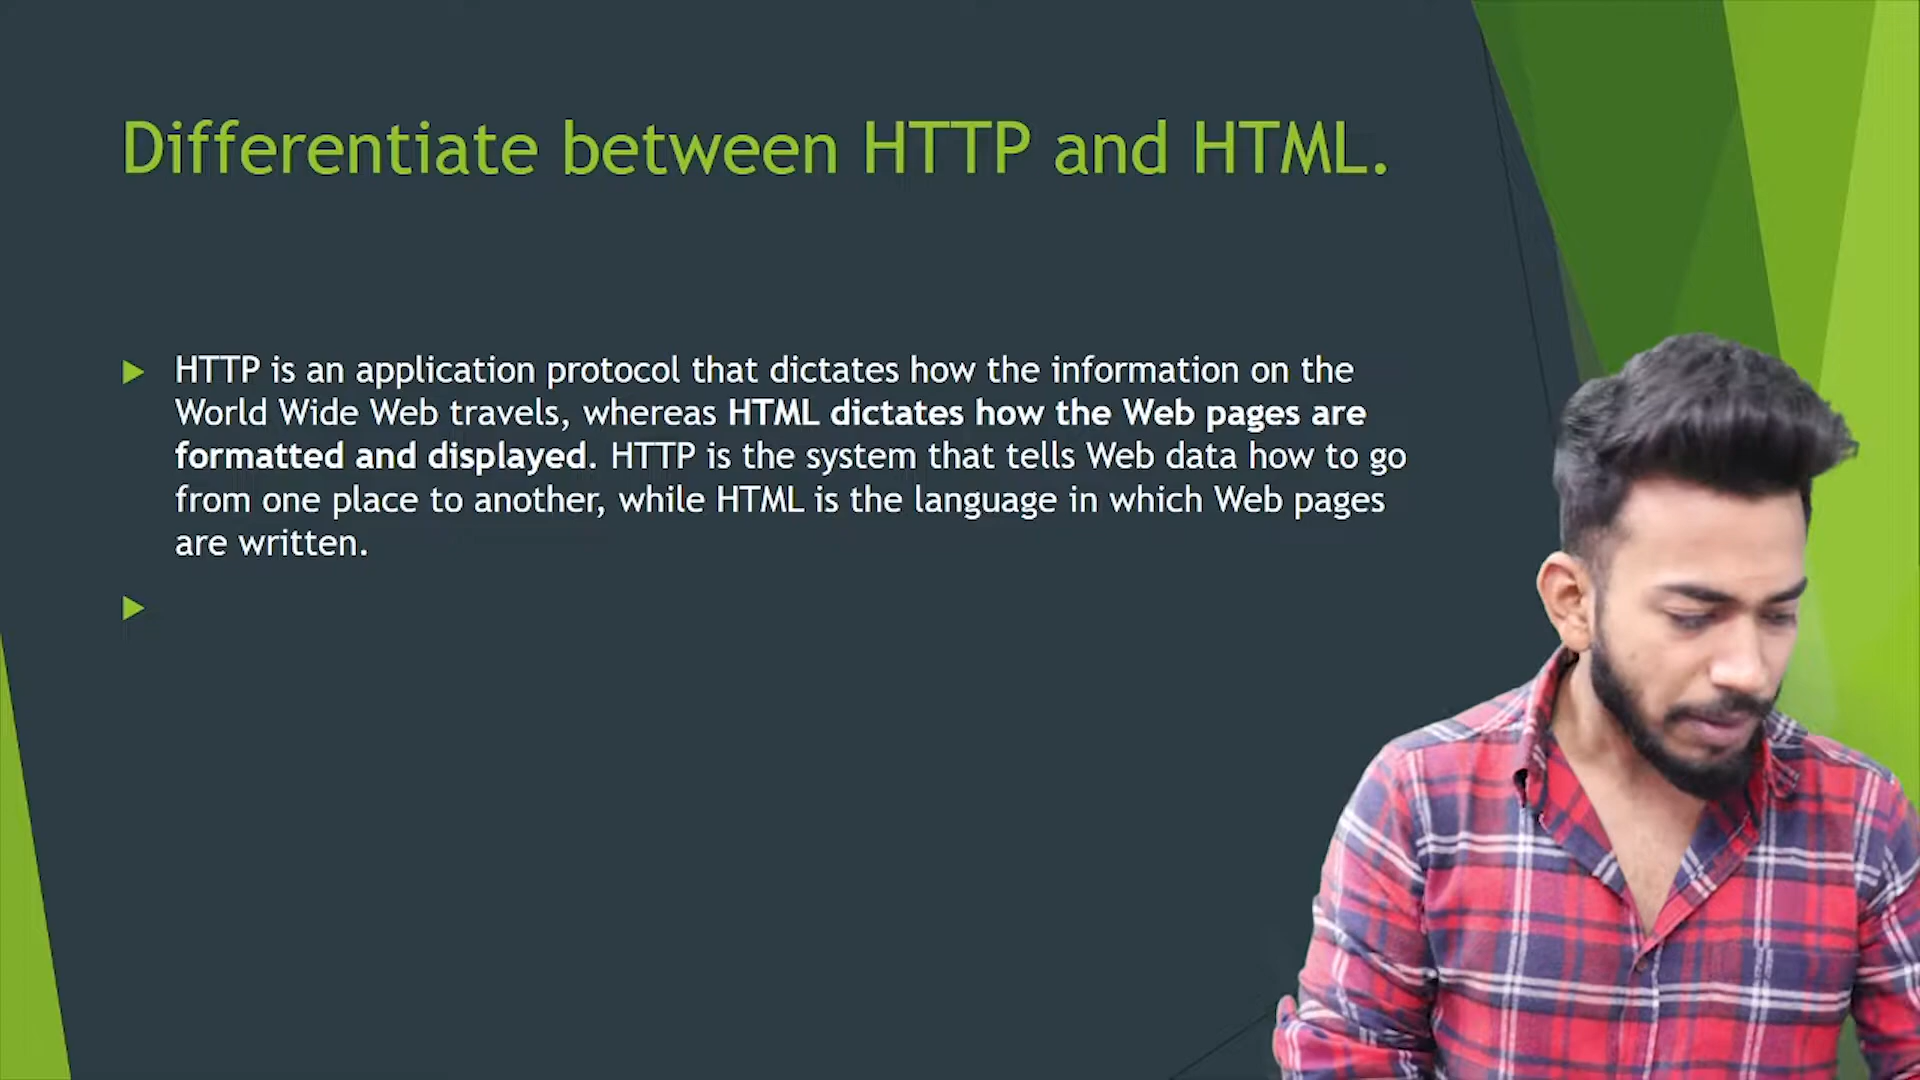 Differentiate between HTTP and HTML.
HTTP is an application protocol that dictates how the information on the
World Wide Web travels, whereas HTML dictates how the Web pages are
formatted and displayed. HTTP is the system that tells Web data how to go
from one place to another, while HTML is the language in which Web pages
are written.